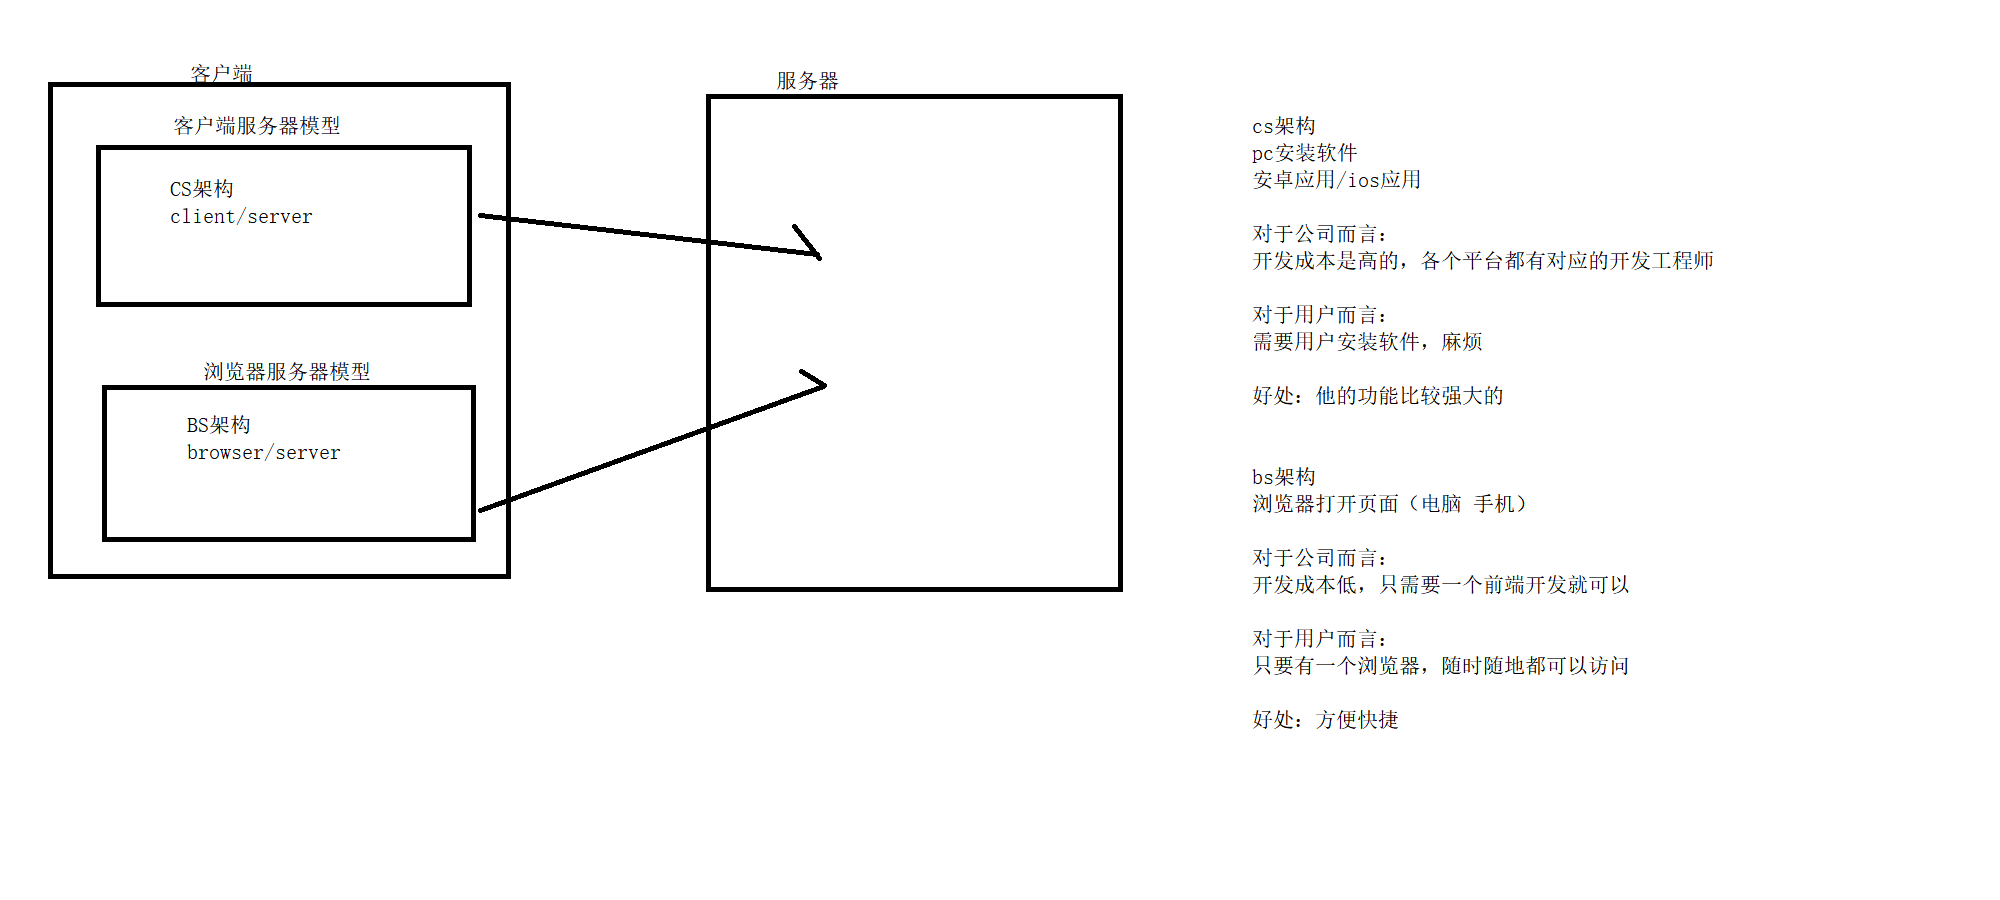 客户端
客户端服务器模型
CS架构
client/server
浏览器服务器模型
BS架构
browser/server
服务器
cs架构
pc安装软件
安卓应用/ios应用
对于公司而言：
开发成本是高的，各个平台都有对应的开发工程师
对于用户而言：
需要用户安装软件，麻烦
好处：他的功能比较强大的
bs架构
浏览器打开页面（电脑 手机）
对于公司而言：
开发成本低，只需要一个前端开发就可以
对于用户而言：
只要有一个浏览器，随时随地都可以访问
好处：方便快捷